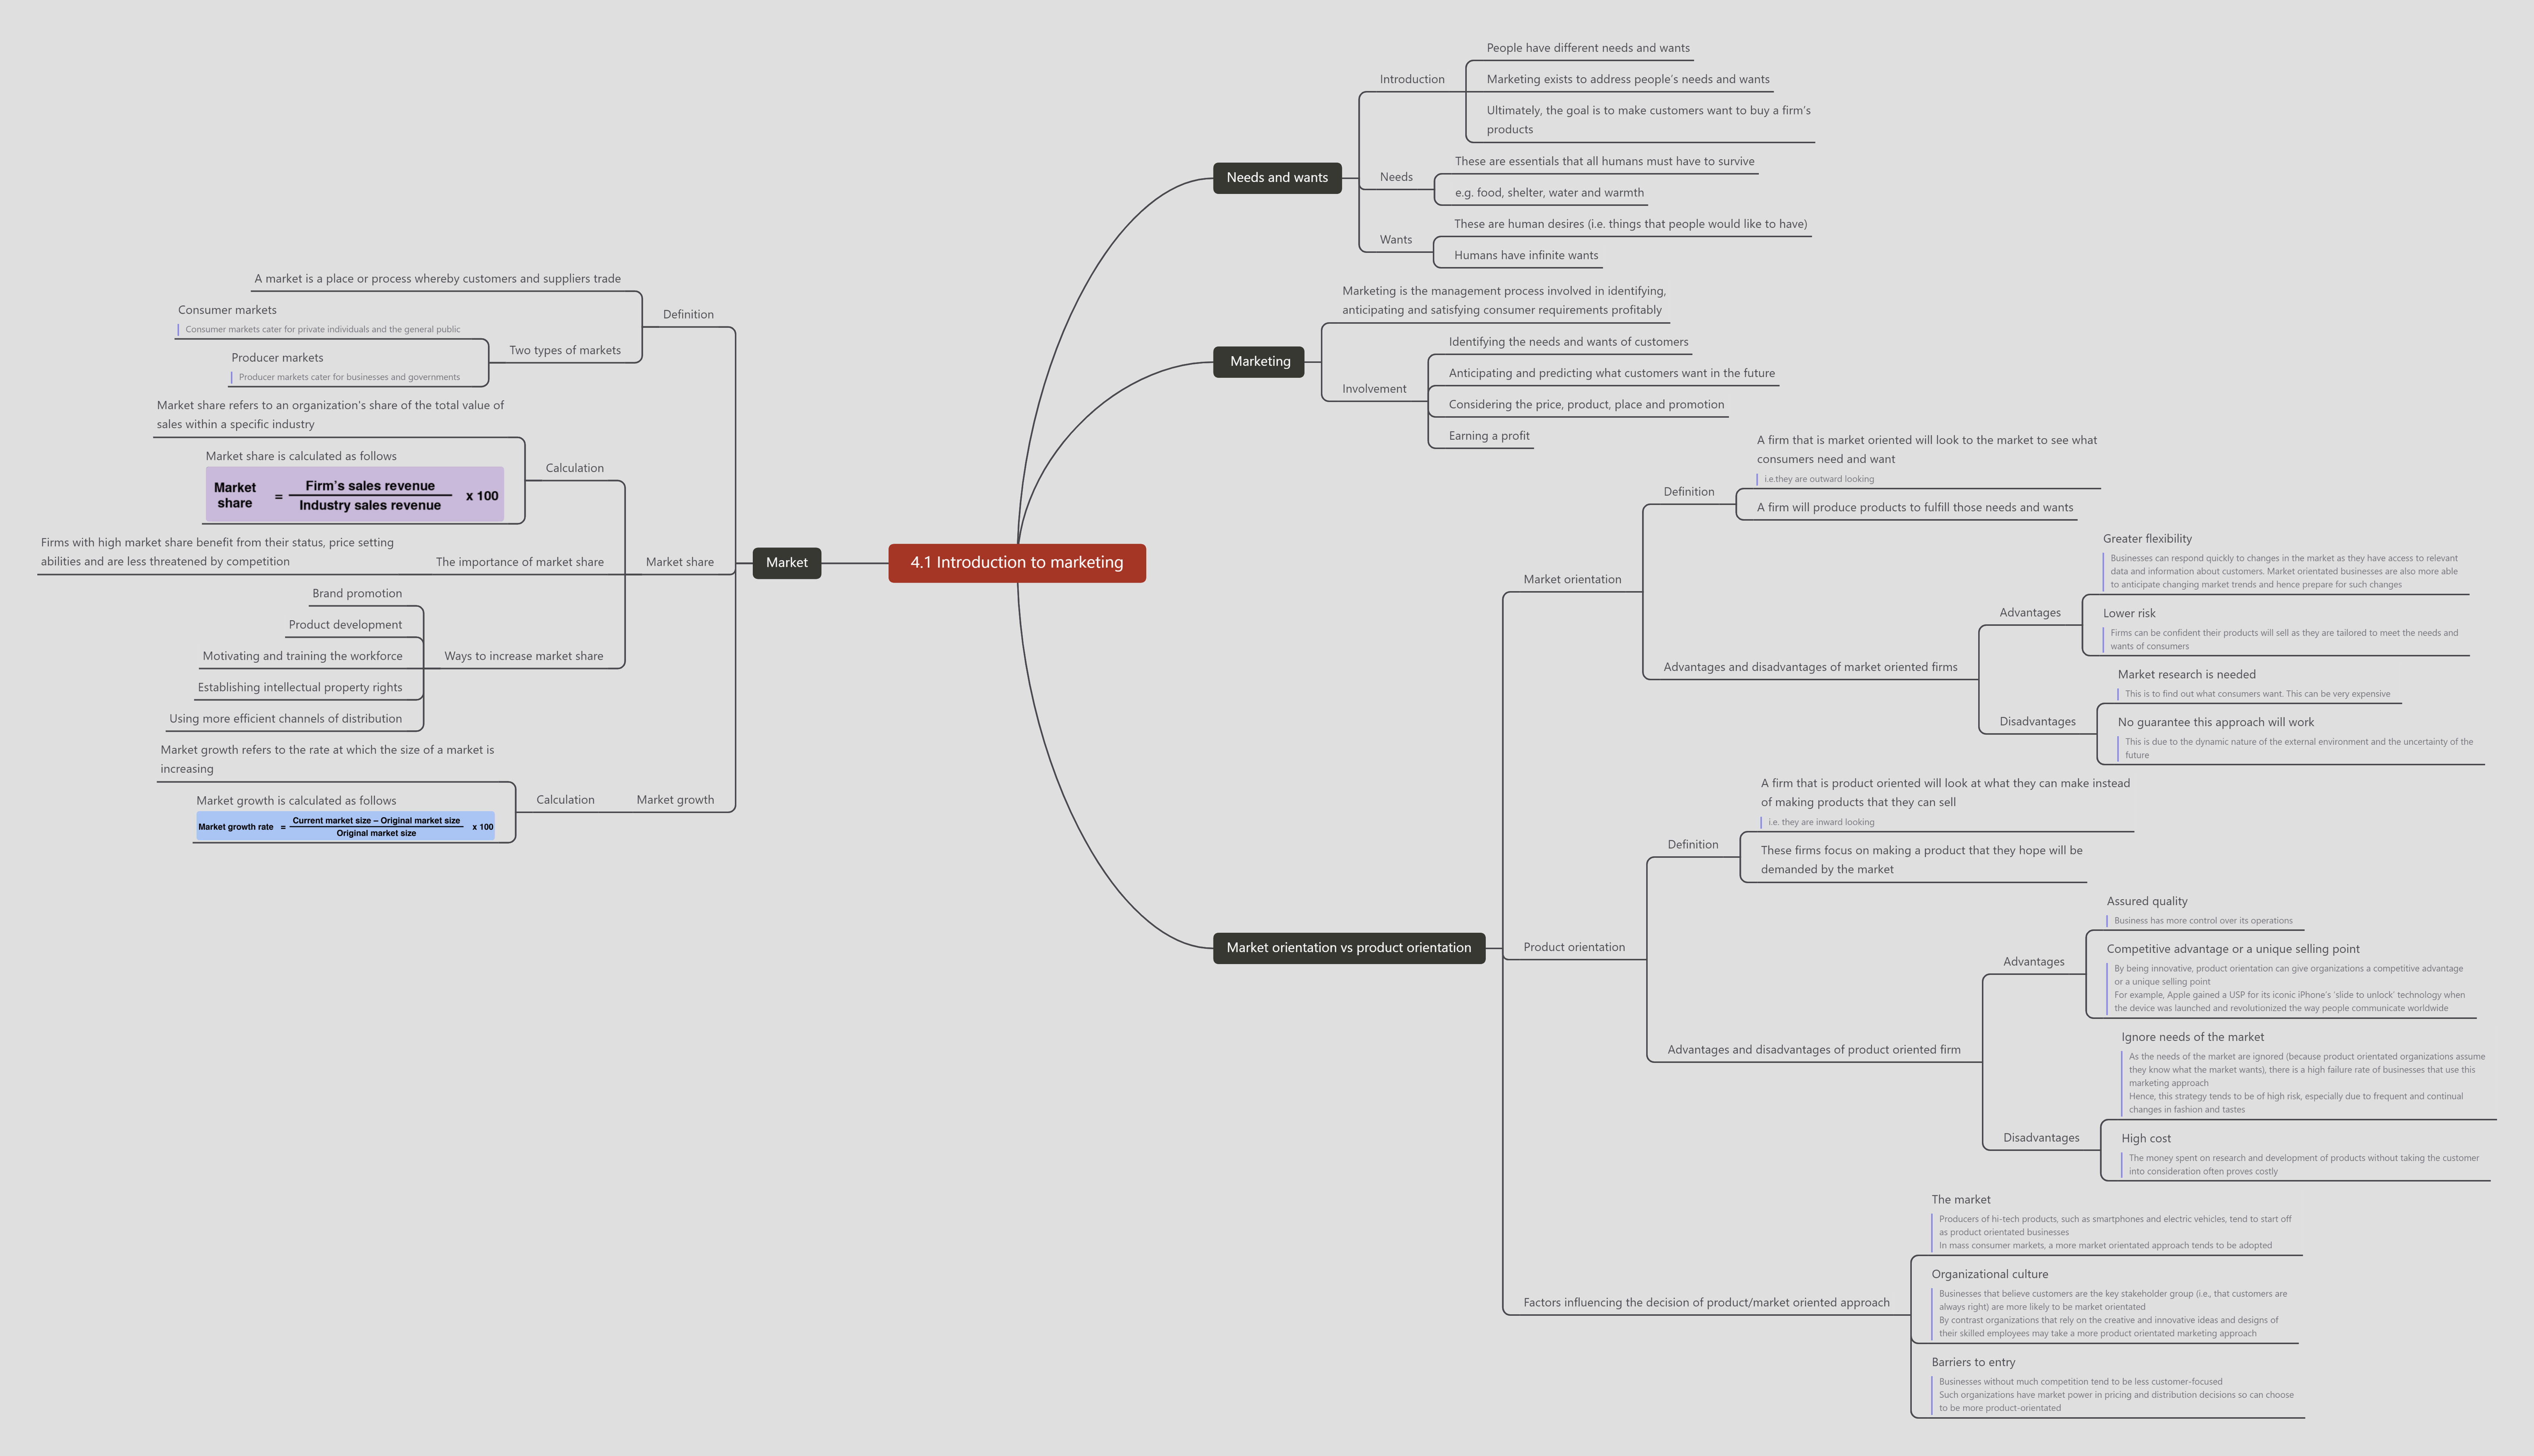 4.1 Introduction to marketing
Needs and wants
Introduction
People have different needs and wants
Marketing exists to address people's needs and wants
Ultimately, the goal is to make customers want to buy a firm's
products
Needs
These are essentials that all humans must have to survive
e.g. food, shelter, water and warmth
Wants
These are human desires (i.e. things that people would like to have)
Humans have infinite wants
Marketing
Marketing is the management process involved in identifying,
anticipating and satisfying consumer requirements profitably
Involvement
Identifying the needs and wants of customers
Anticipating and predicting what customers want in the future
Considering the price, product, place and promotion
Earning a profit
Market orientation vs product orientation
Market orientation
Definition
A firm that is market oriented will look to the market to see what
consumers need and want
i.e.they are outward looking
A firm will produce products to fulfill those needs and wants
Advantages and disadvantages of market oriented firms
Advantages
Greater flexibility
Businesses can respond quickly to changes in the market as they have access to relevant
data and information about customers. Market orientated businesses are also more able
to anticipate changing market trends and hence prepare for such changes
Lower risk
Firms can be confident their products will sell as they are tailored to meet the needs and
wants of consumers
Disadvantages
Market research is needed
This is to find out what consumers want. This can be very expensive
No guarantee this approach will work
This is due to the dynamic nature of the external environment and the uncertainty of the
future
Product orientation
Definition
A firm that is product oriented will look at what they can make instead
of making products that they can sell
i.e. they are inward looking
These firms focus on making a product that they hope will be
demanded by the market
Advantages and disadvantages of product oriented firm
Advantages
Assured quality
Business has more control over its operations
Competitive advantage or a unique selling point
By being innovative, product orientation can give organizations a competitive advantage
or a unique selling point
For example, Apple gained a USP for its iconic iPhone's 'slide to unlock' technology when
the device was launched and revolutionized the way people communicate worldwide
Disadvantages
Ignore needs of the market
As the needs of the market are ignored (because product orientated organizations assume
they know what the market wants), there is a high failure rate of businesses that use this
marketing approach
Hence, this strategy tends to be of high risk, especially due to frequent and continual
changes in fashion and tastes
High cost
The money spent on research and development of products without taking the customer
into consideration often proves costly
Factors influencing the decision of product/market oriented approach
The market
Producers of hi-tech products, such as smartphones and electric vehicles, tend to start off
as product orientated businesses
In mass consumer markets, a more market orientated approach tends to be adopted
Organizational culture
Businesses that believe customers are the key stakeholder group (i.e., that customers are
always right) are more likely to be market orientated
By contrast organizations that rely on the creative and innovative ideas and designs of
their skilled employees may take a more product orientated marketing approach
Barriers to entry
Businesses without much competition tend to be less customer-focused
Such organizations have market power in pricing and distribution decisions so can choose
to be more product-orientated
Market
Definition
A market is a place or process whereby customers and suppliers trade
Two types of markets
Consumer markets
Consumer markets cater for private individuals and the general public
Producer markets
Producer markets cater for businesses and governments
Market share
Calculation
Market share refers to an organization's share of the total value of
sales within a specific industry
Market share is calculated as follows
Market share = Firm's sales revenue / Industry sales revenue x 100
The importance of market share
Firms with high market share benefit from their status, price setting
abilities and are less threatened by competition
Ways to increase market share
Brand promotion
Product development
Motivating and training the workforce
Establishing intellectual property rights
Using more efficient channels of distribution
Market growth
Calculation
Market growth refers to the rate at which the size of a market is
increasing
Market growth is calculated as follows
Market growth rate = Current market size – Original market size / Original market size x 100